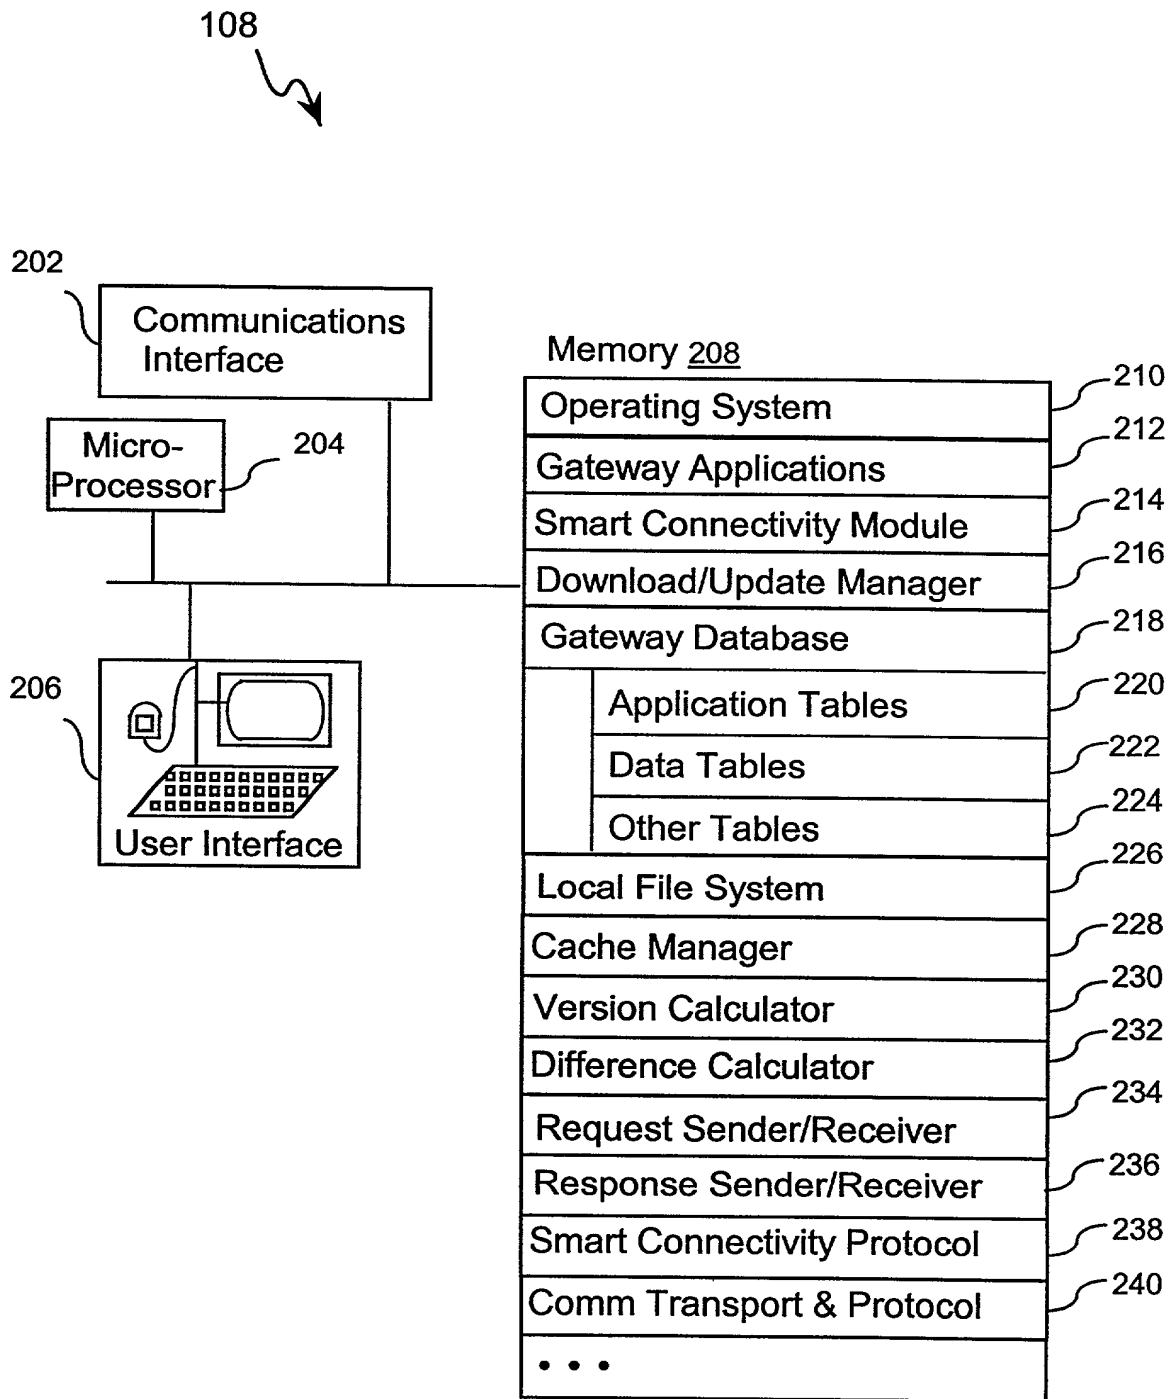 108
202
Communications
Interface
Micro-
Processor
204
206
User Interface
Memory 208
Operating System
210
Gateway Applications
212
Smart Connectivity Module
214
Download/Update Manager
216
Gateway Database
218
Application Tables
220
Data Tables
222
Other Tables
224
Local File System
226
Cache Manager
228
Version Calculator
230
Difference Calculator
232
Request Sender/Receiver
234
Response Sender/Receiver
236
Smart Connectivity Protocol
238
Comm Transport & Protocol
240
• • •